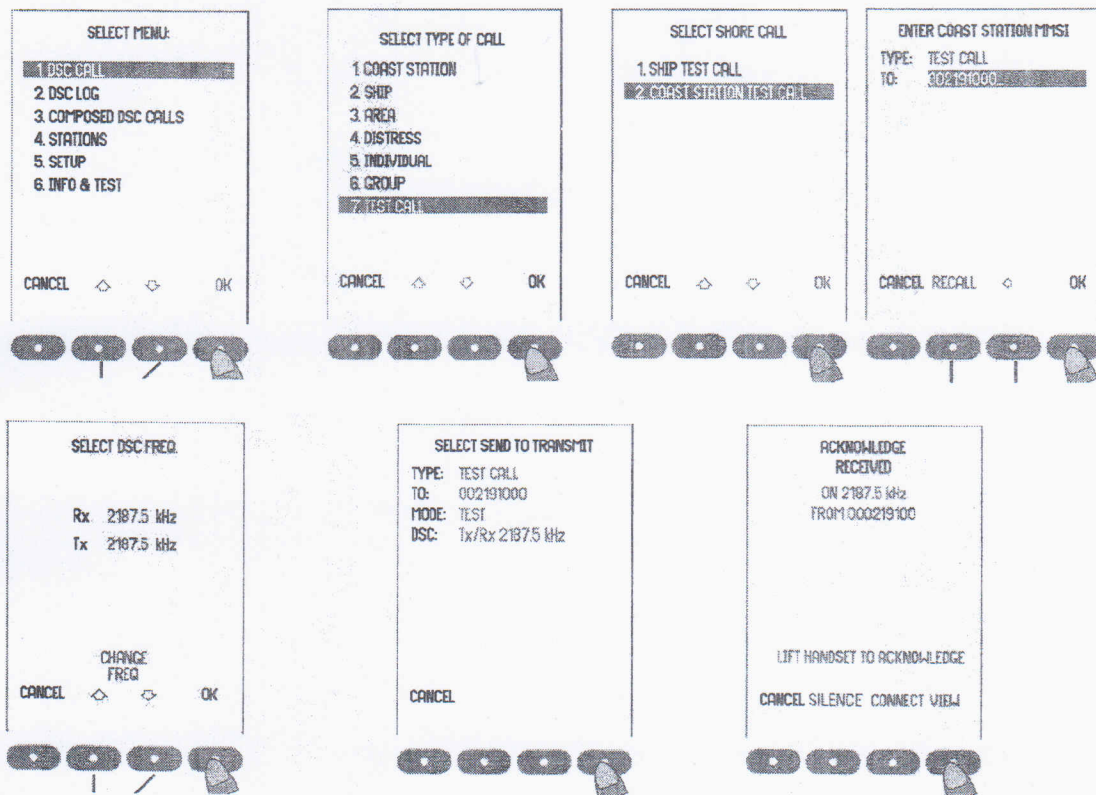 SELECT MENU:
1. DSC CALL
2. DSC LOG
3. COMPOSED DSC CALLS
4. STATIONS
5. SETUP
6. INFO & TEST
CANCEL OK
SELECT TYPE OF CALL
1. COAST STATION
2. SHIP
3. AREA
4. DISTRESS
5. INDIVIDUAL
6. GROUP
7. TEST CALL
CANCEL OK
SELECT SHORE CALL
1. SHIP TEST CALL
2. COAST STATION TEST CALL
CANCEL OK
ENTER COAST STATION MMSI
TYPE: TEST CALL
TO: 002191000
CANCEL RECALL OK
SELECT DSC FREQ.
Rx 2187.5 kHz
Tx 2187.5 kHz
CHANGE
FREQ
CANCEL OK
SELECT SEND TO TRANSMIT
TYPE: TEST CALL
TO: 002191000
MODE: TEST
DSC: Tx/Rx 2187.5 kHz
CANCEL
ACKNOWLEDGE
RECEIVED
ON 2187.5 kHz
FROM 000219100
LIFT HANDSET TO ACKNOWLEDGE
CANCEL SILENCE CONNECT VIEW